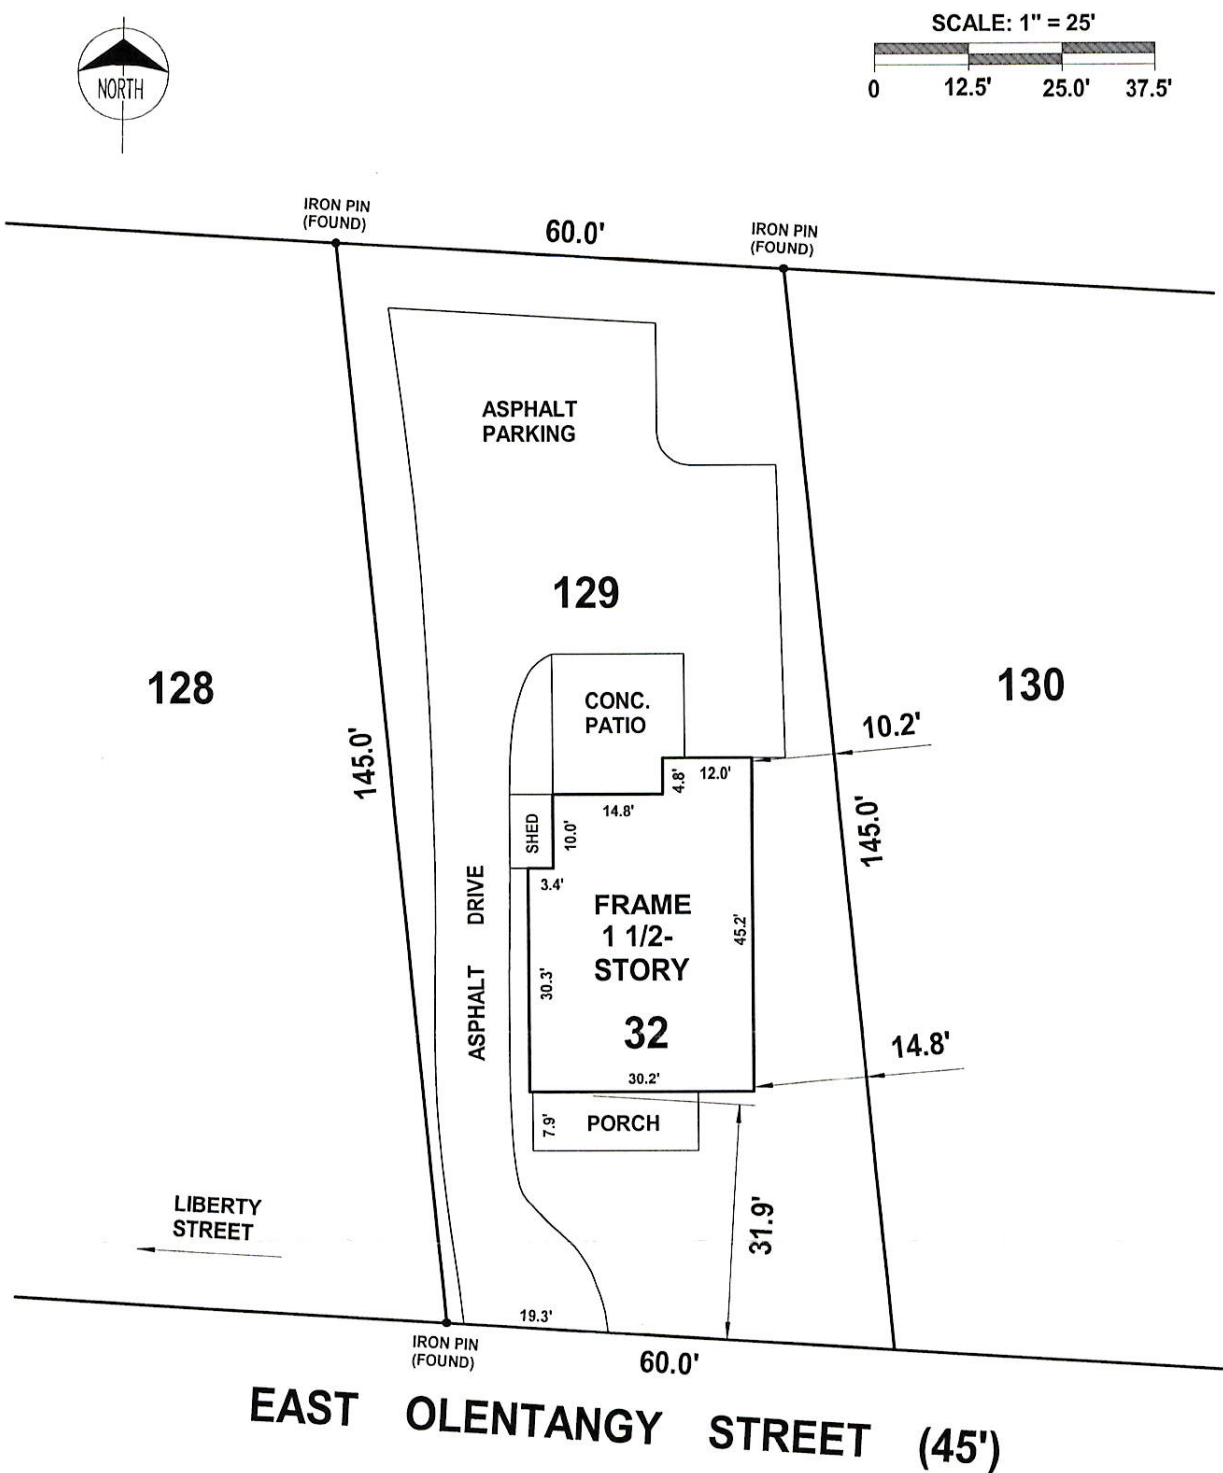 SCALE: 1" = 25'
NORTH
0 12.5' 25.0' 37.5'
IRON PIN
(FOUND)
60.0'
IRON PIN
(FOUND)
ASPHALT
PARKING
129
128
130
CONC.
PATIO
10.2'
145.0'
4.8'
12.0'
14.8'
SHED
10.0'
145.0'
3.4'
ASPHALT DRIVE
FRAME
1 1/2-
STORY
45.2'
30.3'
32
14.8'
30.2'
7.9'
PORCH
LIBERTY
STREET
31.9'
19.3'
IRON PIN
(FOUND)
60.0'
EAST OLENTANGY STREET (45')